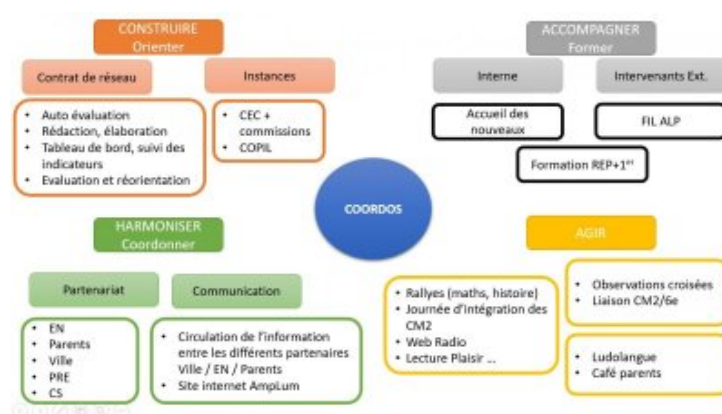 CONSTRUIRE
Orienter
Contrat de réseau
Instances
• Auto évaluation
• Rédaction, élaboration
• Tableau de bord, suivi des
indicateurs
• Evaluation et réorientation
• CEC +
commissions
• COPIL
ACCOMPAGNER
Former
Interne
Intervenants Ext.
Accueil des
nouveaux
FIL ALP
Formation REP+1er
COORDOS
HARMONISER
Coordonner
Partenariat
Communication
• EN
• Parents
• Ville
• PRE
• CS
• Circulation de l'information
entre les différents partenaires
Ville / EN / Parents
• Site internet AmpLum
AGIR
• Rallyes (maths, histoire)
• Journée d'intégration des
CM2
• Web Radio
• Lecture Plaisir ...
• Observations croisées
• Liaison CM2/6e
• Ludolangue
• Café parents